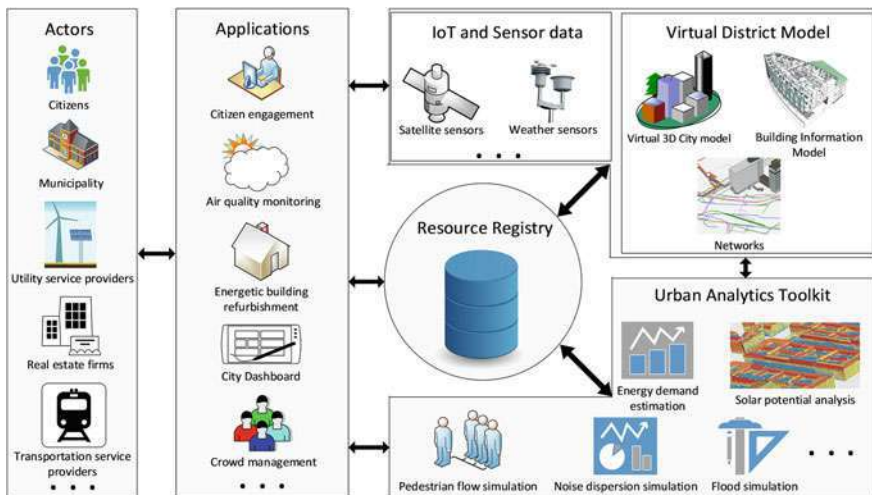 Actors
Citizens
Municipality
Utility service providers
Real estate firms
Transportation service
providers
• • •
Applications
Citizen engagement
Air quality monitoring
Energetic building
refurbishment
City Dashboard
Crowd management
• • •
IoT and Sensor data
Satellite sensors
Weather sensors
• • •
Resource Registry
Virtual District Model
Virtual 3D City model
Building Information
Model
Networks
Urban Analytics Toolkit
Energy demand
estimation
Solar potential analysis
Pedestrian flow simulation
Noise dispersion simulation
Flood simulation
• • •